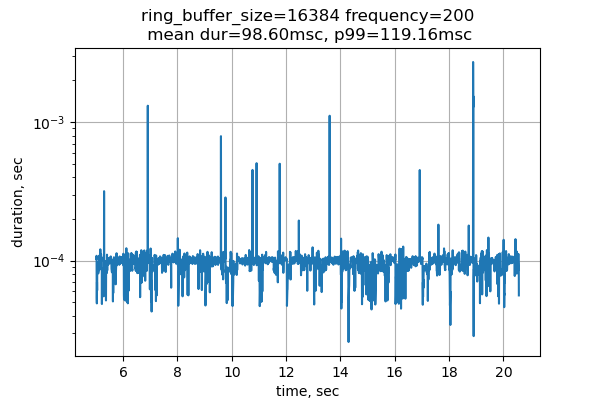 ring_buffer_size=16384 frequency=200
mean dur=98.60msc, p99=119.16msc
duration, sec
10⁻³
10⁻⁴
6 8 10 12 14 16 18 20
time, sec